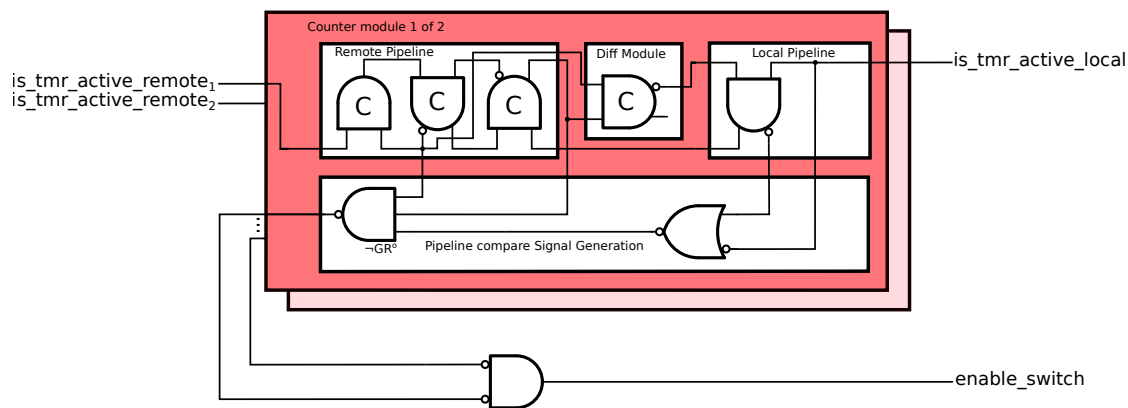 Counter module 1 of 2
Remote Pipeline
Diff Module
Local Pipeline
is_tmr_active_remote₁
is_tmr_active_remote₂
is_tmr_active_local
C
C
C
C
¬GRᵒ
Pipeline compare Signal Generation
enable_switch